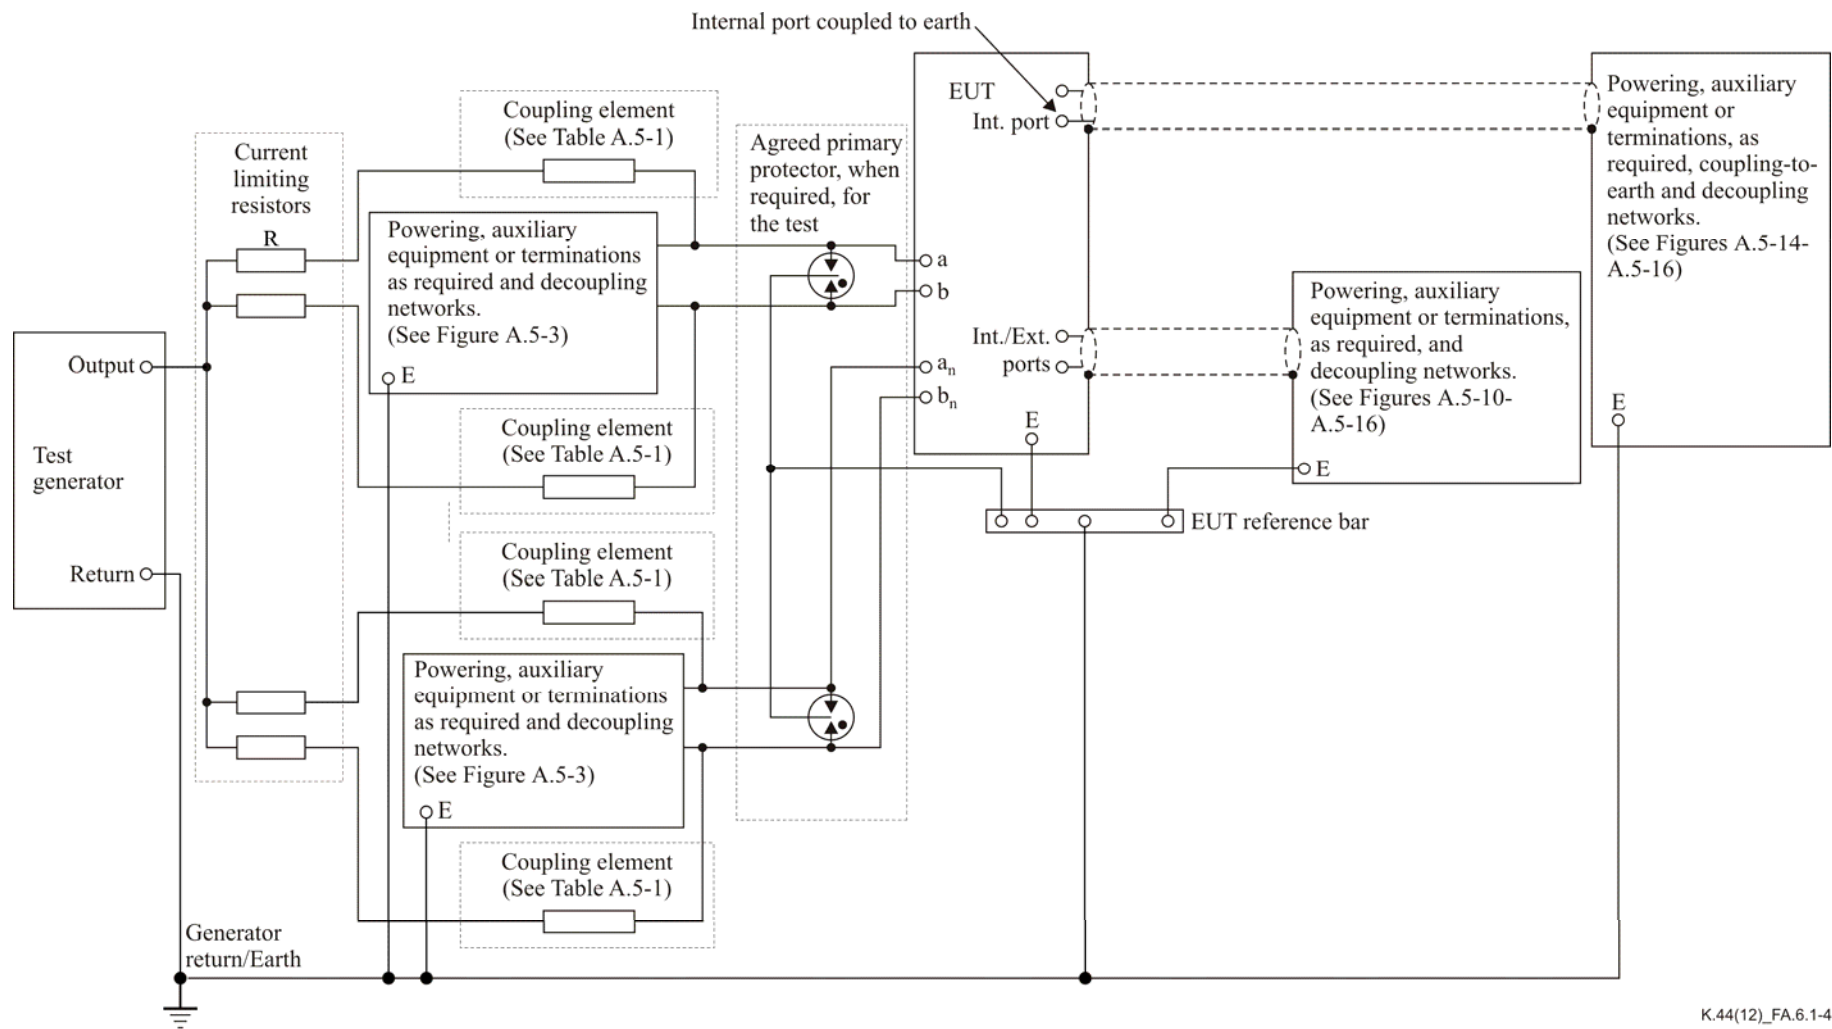 Internal port coupled to earth
Coupling element
(See Table A.5-1)
Current
limiting
resistors
R
Agreed primary
protector, when
required, for
the test
EUT
Int. port
Powering, auxiliary
equipment or
terminations, as
required, coupling-to-
earth and decoupling
networks.
(See Figures A.5-14-
A.5-16)
E
Powering, auxiliary
equipment or terminations
as required and decoupling
networks.
(See Figure A.5-3)
E
a
b
Int./Ext.
ports
an
bn
E
Powering, auxiliary
equipment or terminations,
as required, and
decoupling networks.
(See Figures A.5-10-
A.5-16)
E
Output
Test
generator
Return
Coupling element
(See Table A.5-1)
EUT reference bar
Coupling element
(See Table A.5-1)
Powering, auxiliary
equipment or terminations
as required and decoupling
networks.
(See Figure A.5-3)
E
Coupling element
(See Table A.5-1)
Generator
return/Earth
K.44(12)_FA.6.1-4